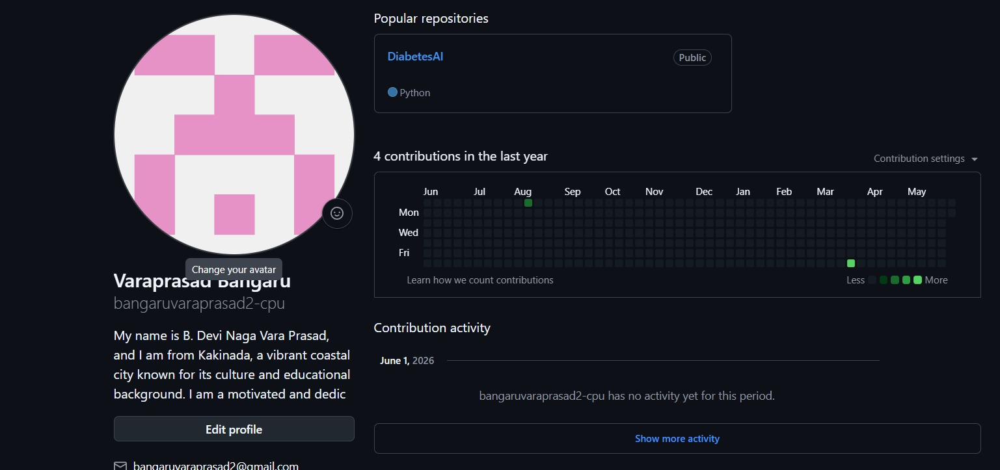 Popular repositories
DiabetesAI
Public
Python
4 contributions in the last year
Contribution settings
Jun Jul Aug Sep Oct Nov Dec Jan Feb Mar Apr May
Mon
Wed
Fri
Learn how we count contributions
Less
More
Change your avatar
Varaprasad Bangaru
bangaruvaraprasad2-cpu
My name is B. Devi Naga Vara Prasad,
and I am from Kakinada, a vibrant coastal
city known for its culture and educational
background. I am a motivated and dedic
Edit profile
bangaruvaraprasad2@gmail.com
Contribution activity
June 1, 2026
bangaruvaraprasad2-cpu has no activity yet for this period.
Show more activity